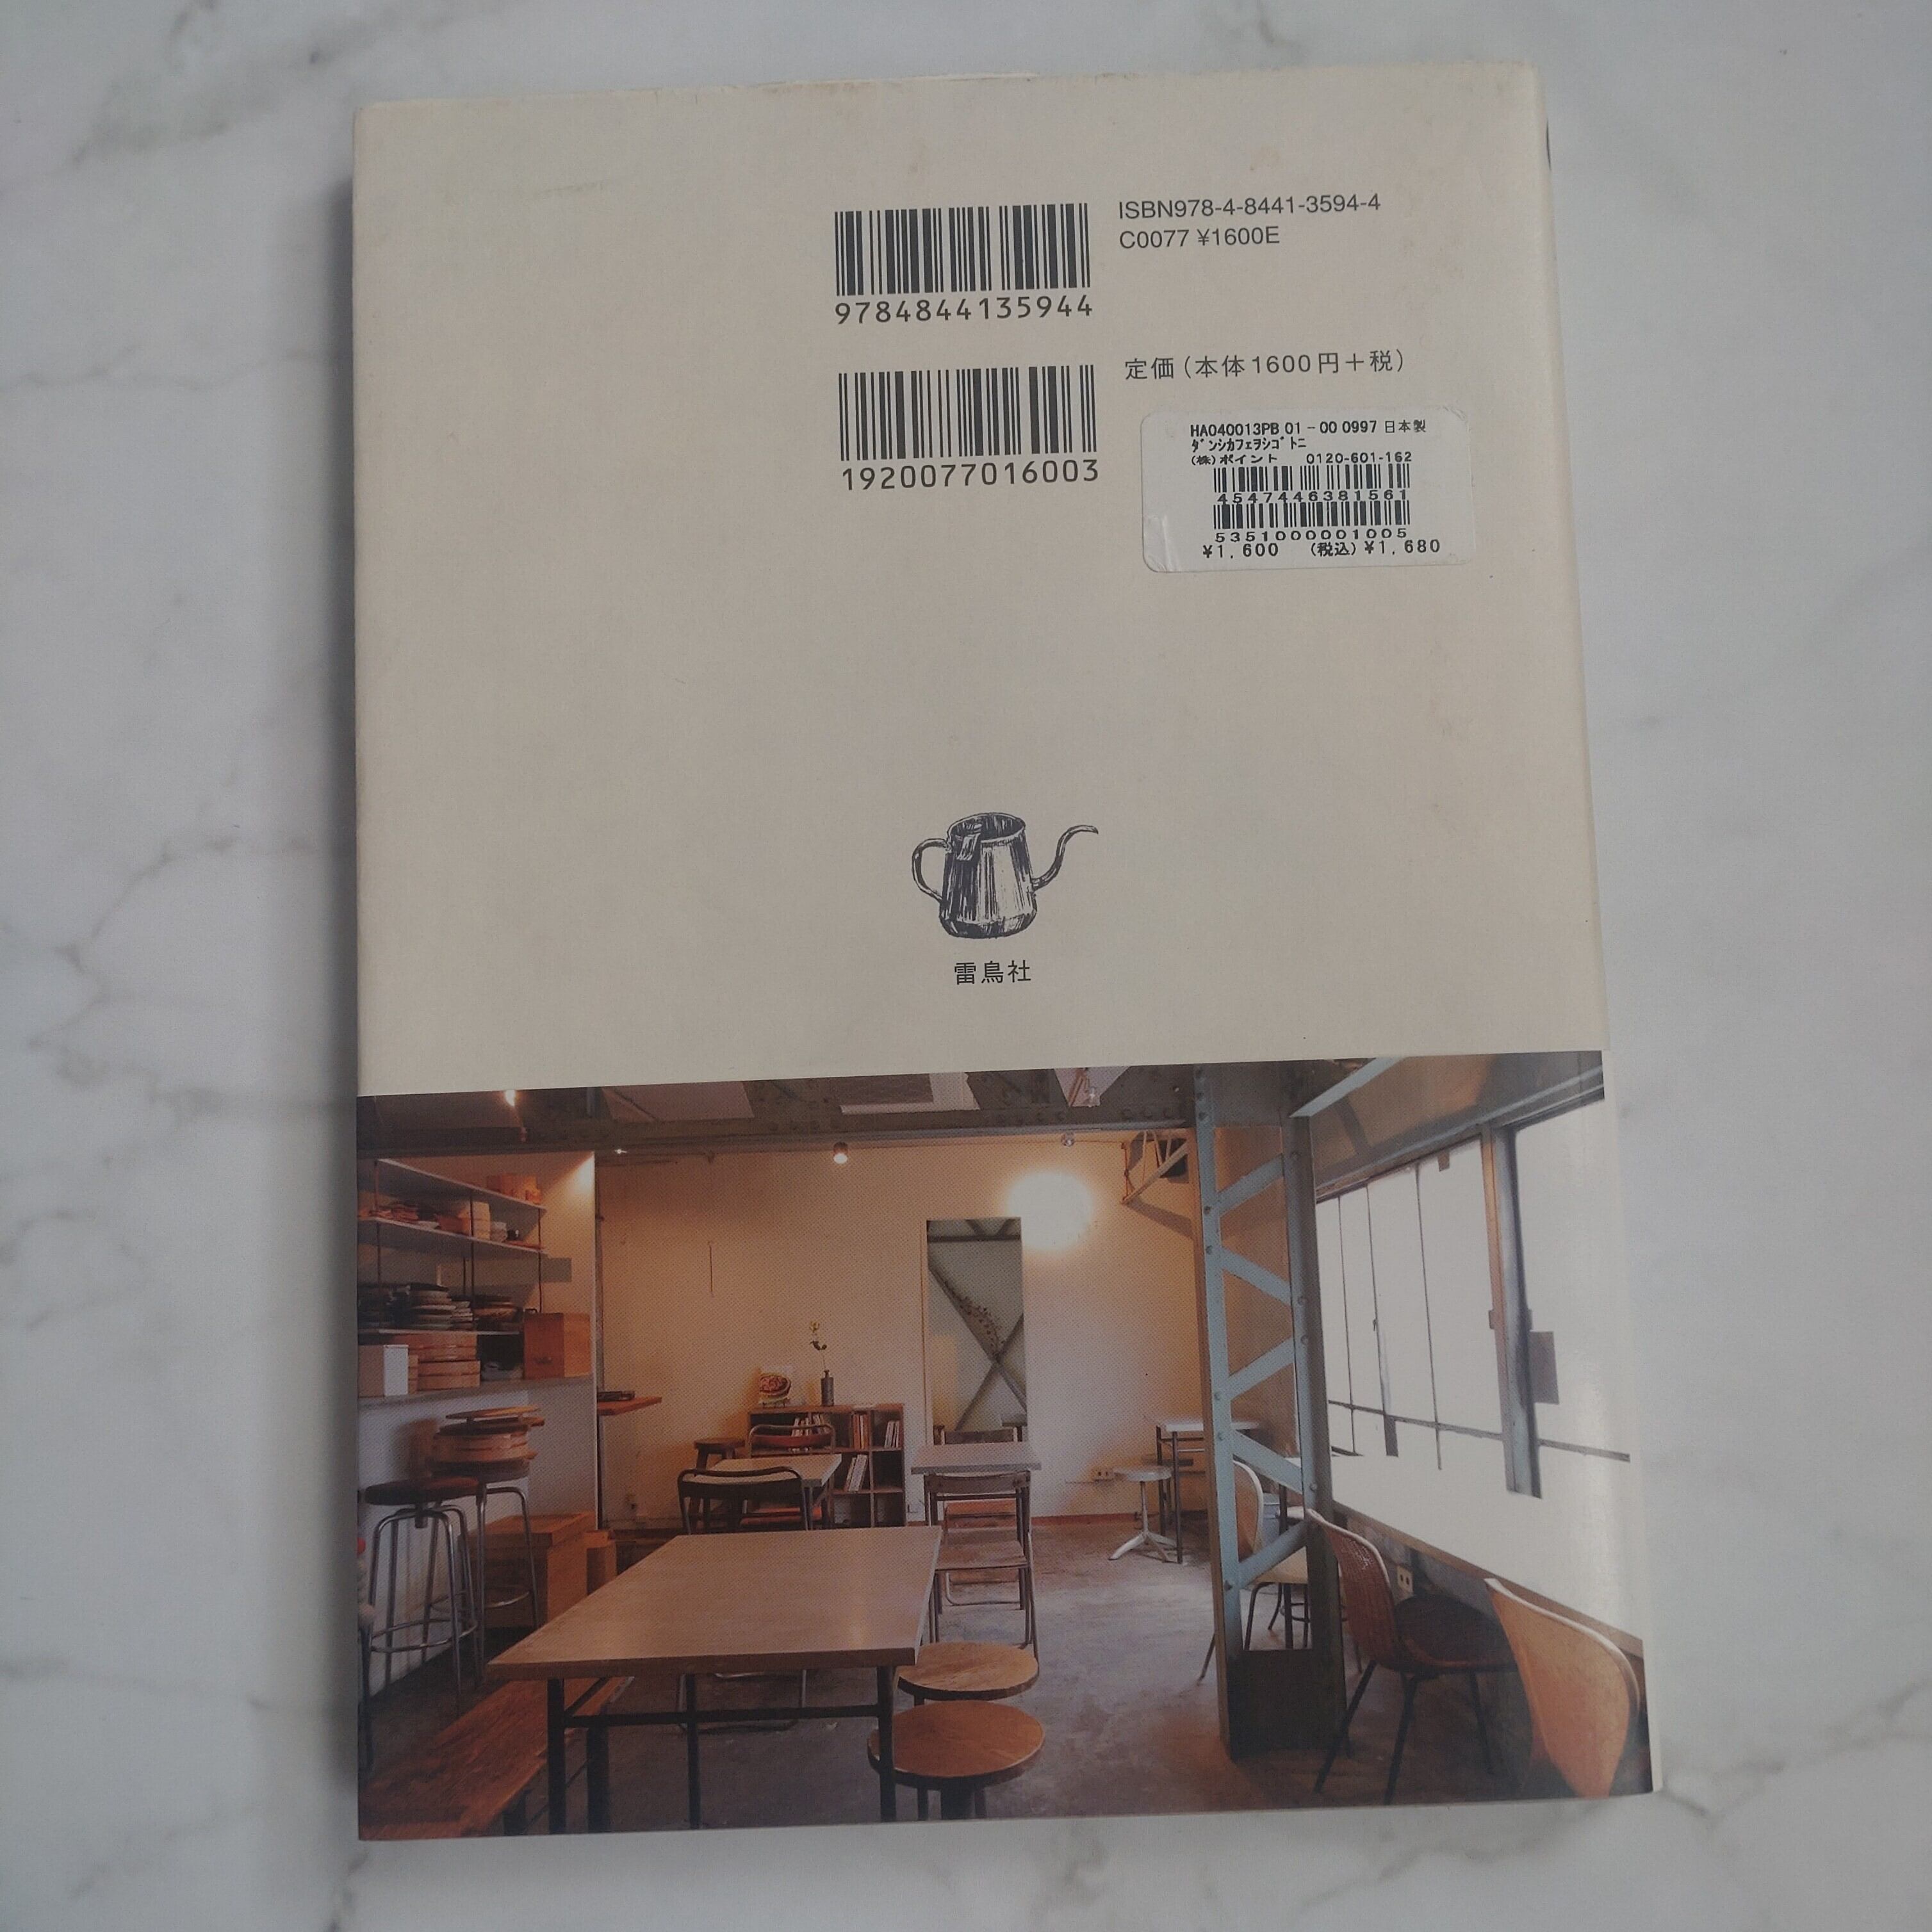 ISBN978-4-8441-3594-4
C0077 ¥1600E
9784844135944
定価(本体1600円+税)
1920077016003
HA040013PB 01-00 0997 日本製
ﾀﾞﾝｼｶﾌｪｦｼｺﾞﾄﾆ
(株)ポイント 0120-601-162
4547446381561
5351000001005
¥1,600 (税込)¥1,680
雷鳥社